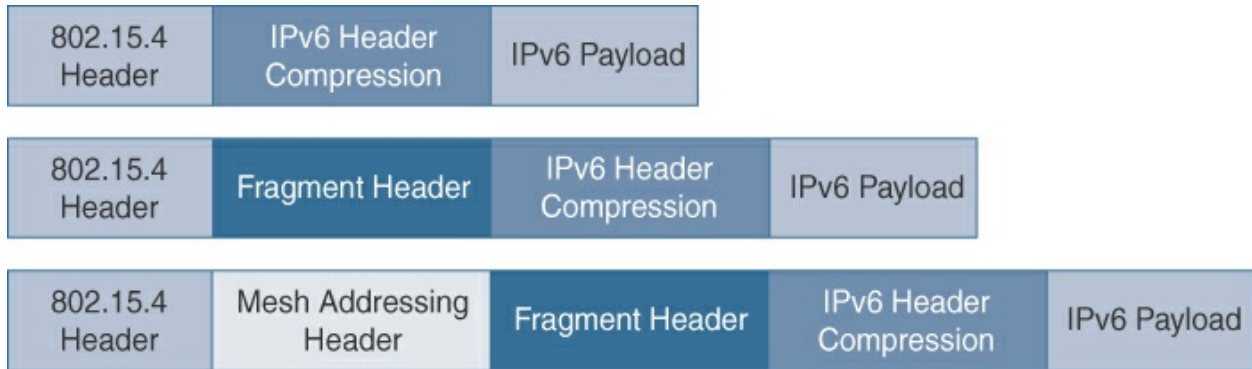 802.15.4
Header
IPv6 Header
Compression
IPv6 Payload
802.15.4
Header
Fragment Header
IPv6 Header
Compression
IPv6 Payload
802.15.4
Header
Mesh Addressing
Header
Fragment Header
IPv6 Header
Compression
IPv6 Payload